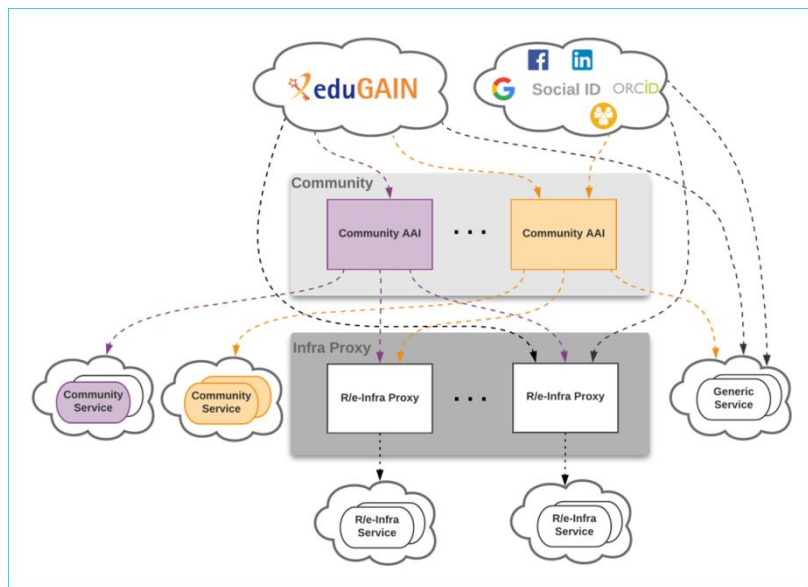 eduGAIN
f
in
G
Social ID
ORCiD
Community
Community AAI
...
Community AAI
Infra Proxy
R/e-Infra Proxy
...
R/e-Infra Proxy
Community
Service
Community
Service
Generic
Service
R/e-Infra
Service
R/e-Infra
Service